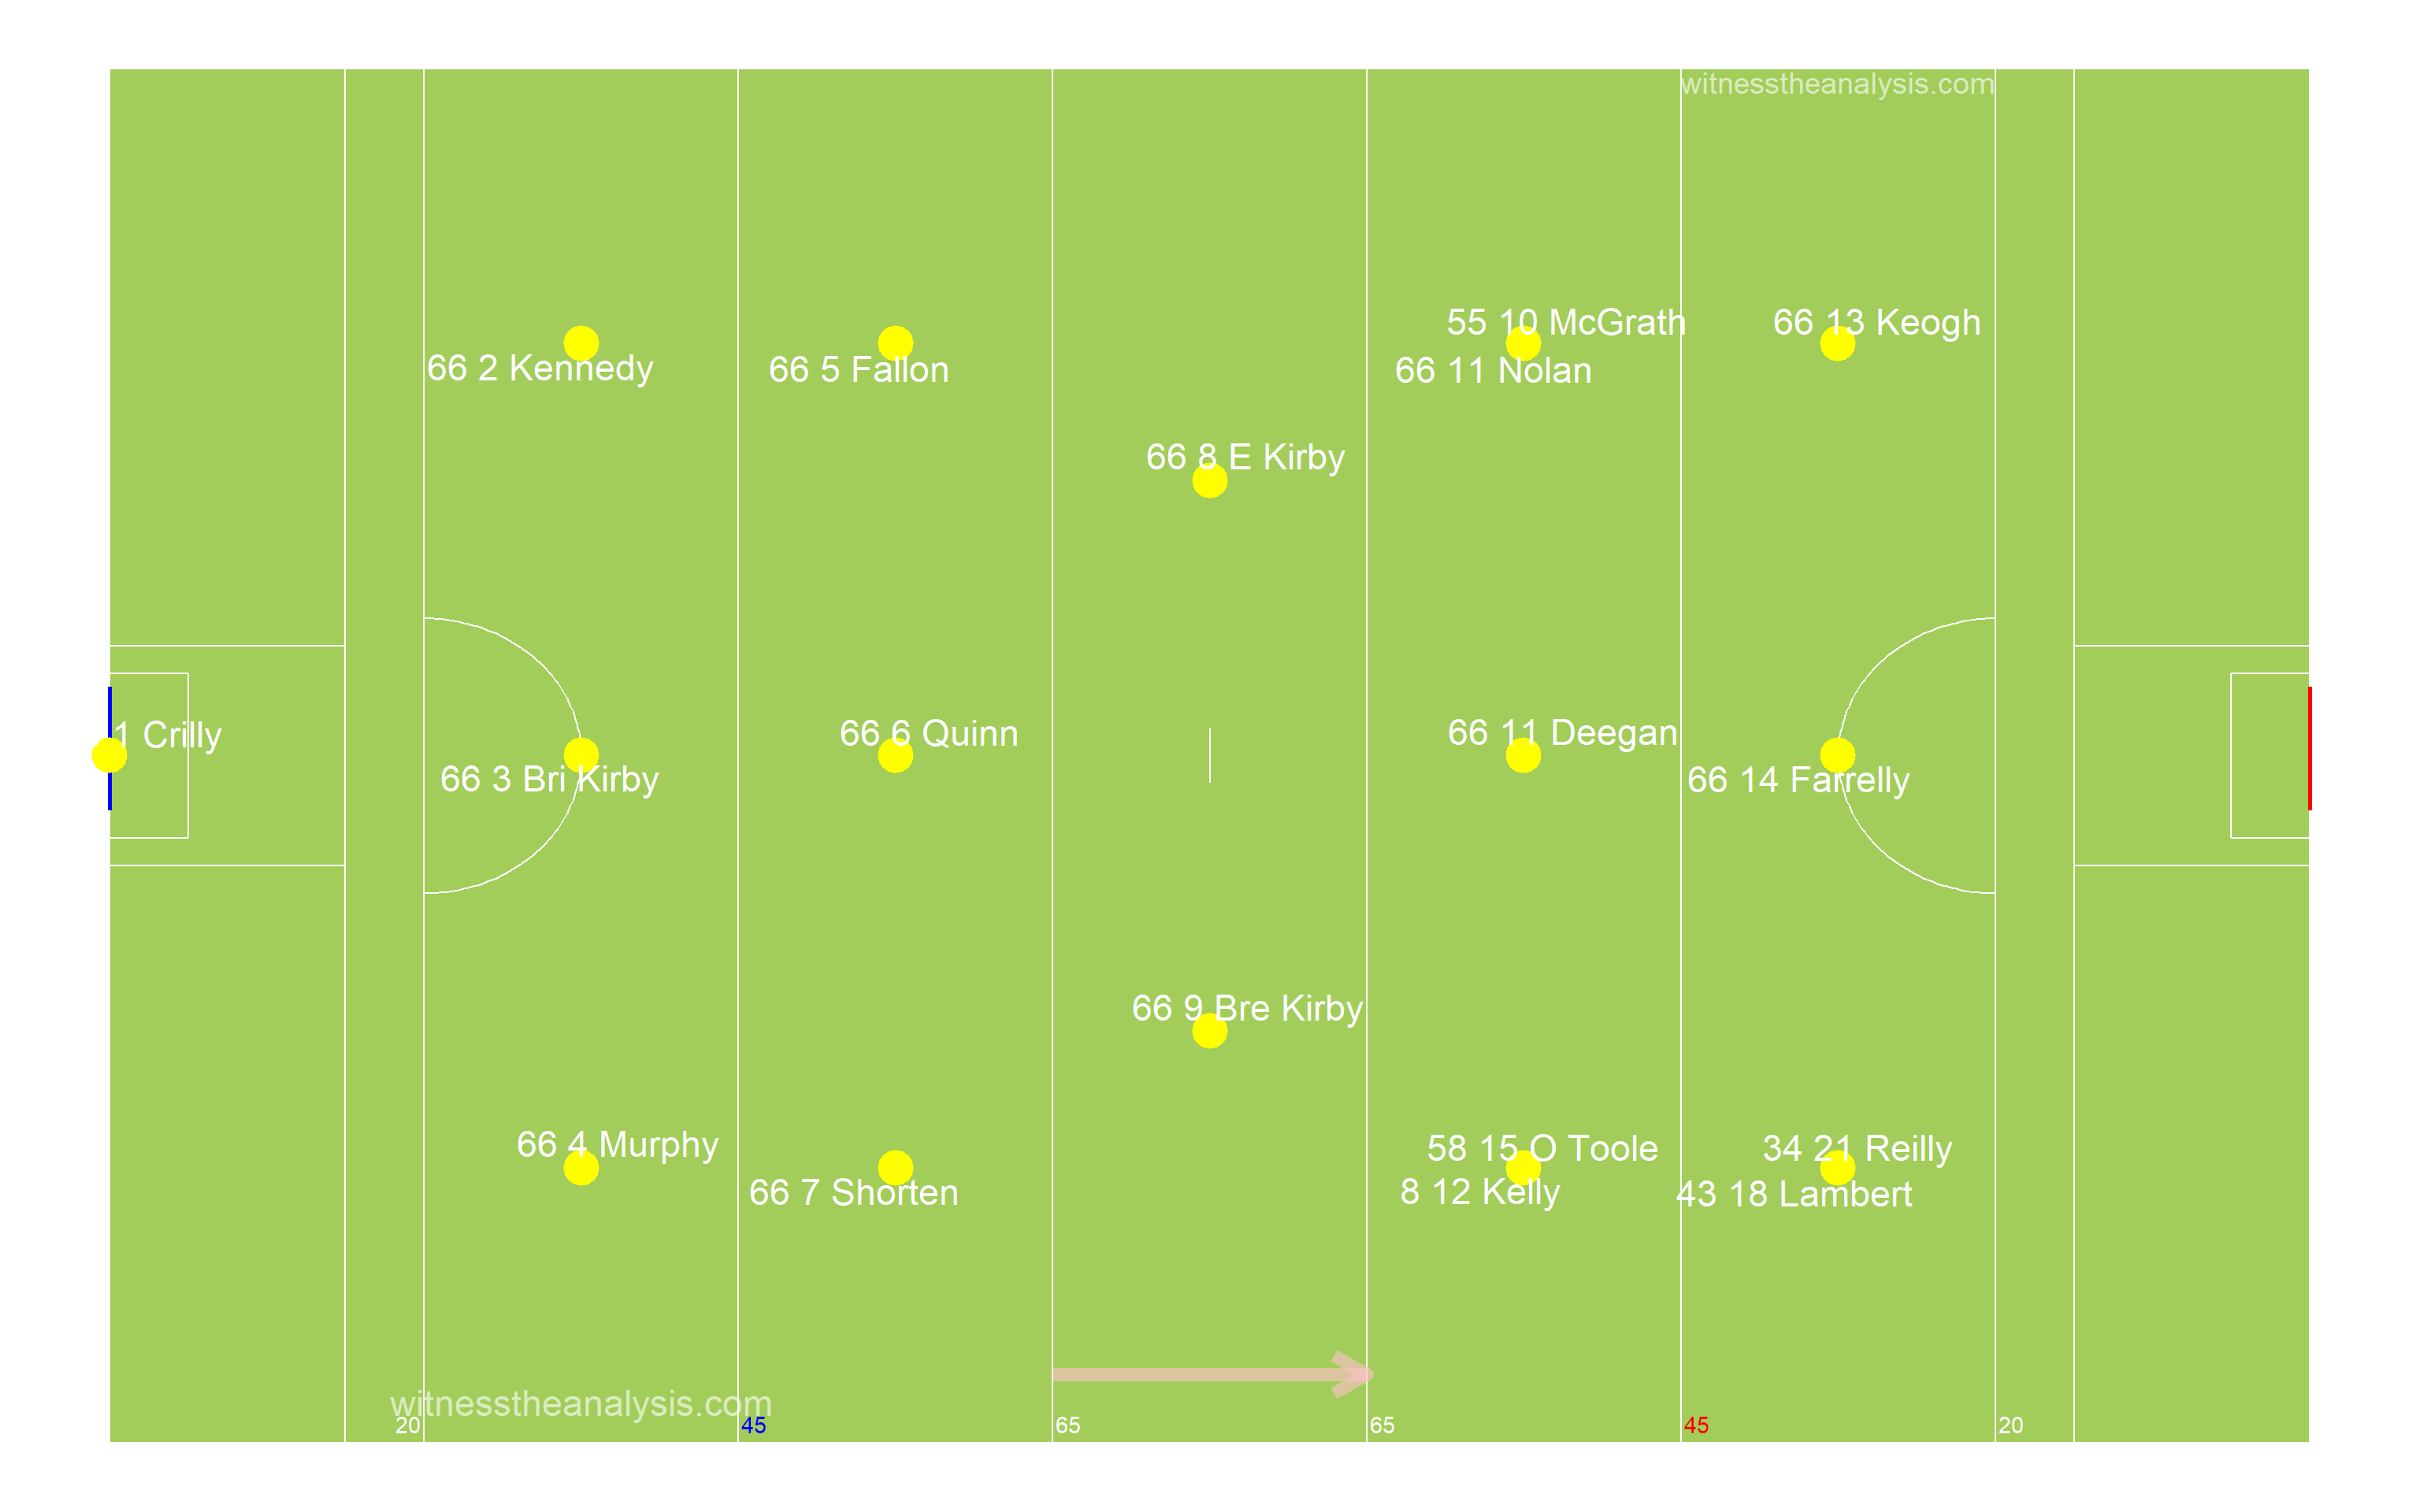 witnesstheanalysis.com
55 10 McGrath
66 13 Keogh
66 2 Kennedy
66 5 Fallon
66 11 Nolan
66 8 E Kirby
1 Crilly
66 6 Quinn
66 11 Deegan
66 3 Bri Kirby
66 14 Farrelly
66 9 Bre Kirby
66 4 Murphy
58 15 O Toole
34 21 Reilly
66 7 Shorten
8 12 Kelly
43 18 Lambert
witnesstheanalysis.com
20
45
65
65
45
20